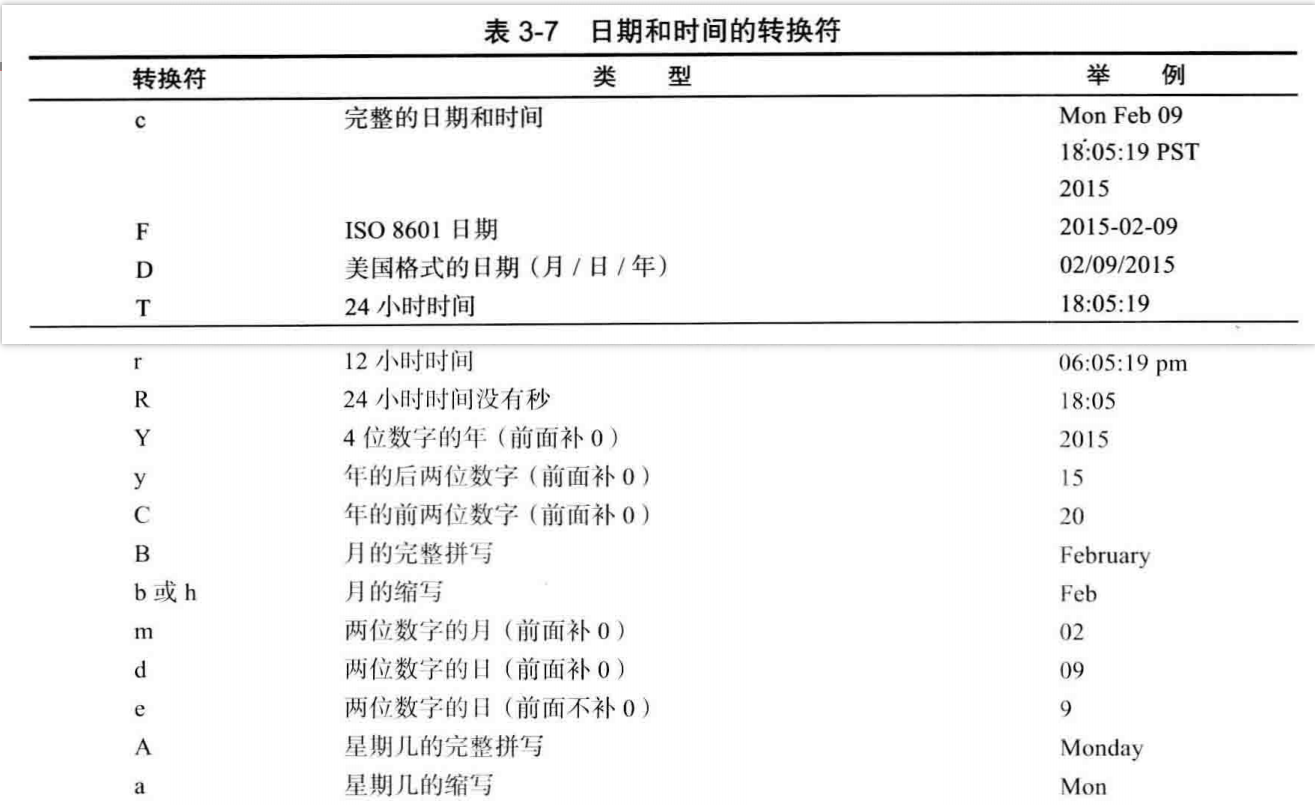 表 3-7 日期和时间的转换符
转换符 类 型 举 例
c 完整的日期和时间 Mon Feb 09
18:05:19 PST
2015
F ISO 8601 日期 2015-02-09
D 美国格式的日期（月 / 日 / 年） 02/09/2015
T 24 小时时间 18:05:19
r 12 小时时间 06:05:19 pm
R 24 小时时间没有秒 18:05
Y 4 位数字的年（前面补 0） 2015
y 年的后两位数字（前面补 0） 15
C 年的前两位数字（前面补 0） 20
B 月的完整拼写 February
b 或 h 月的缩写 Feb
m 两位数字的月（前面补 0） 02
d 两位数字的日（前面补 0） 09
e 两位数字的日（前面不补 0） 9
A 星期几的完整拼写 Monday
a 星期几的缩写 Mon